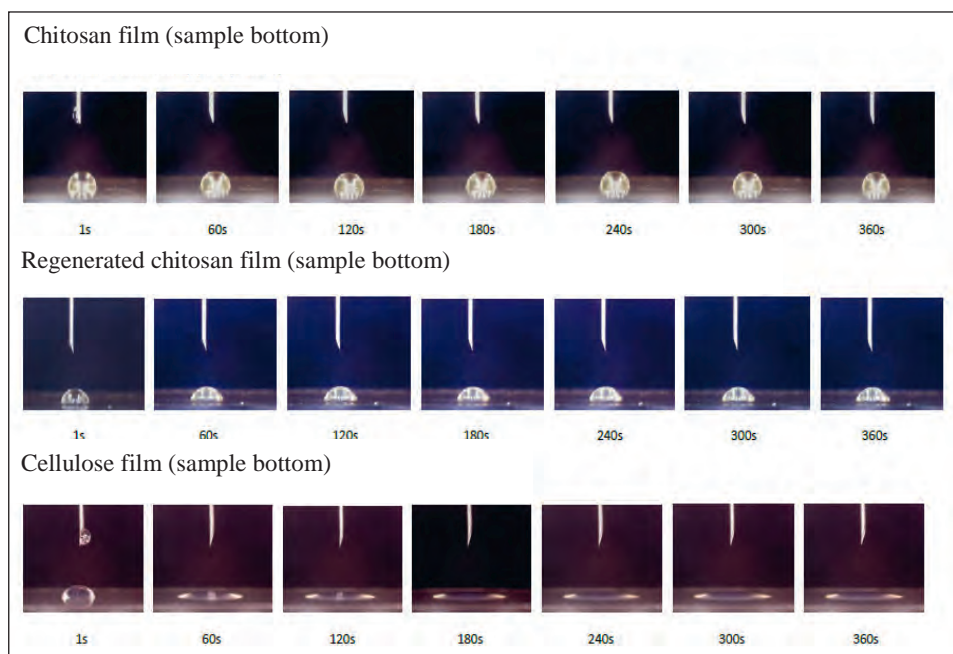 Chitosan film (sample bottom)
1s 60s 120s 180s 240s 300s 360s
Regenerated chitosan film (sample bottom)
1s 60s 120s 180s 240s 300s 360s
Cellulose film (sample bottom)
1s 60s 120s 180s 240s 300s 360s